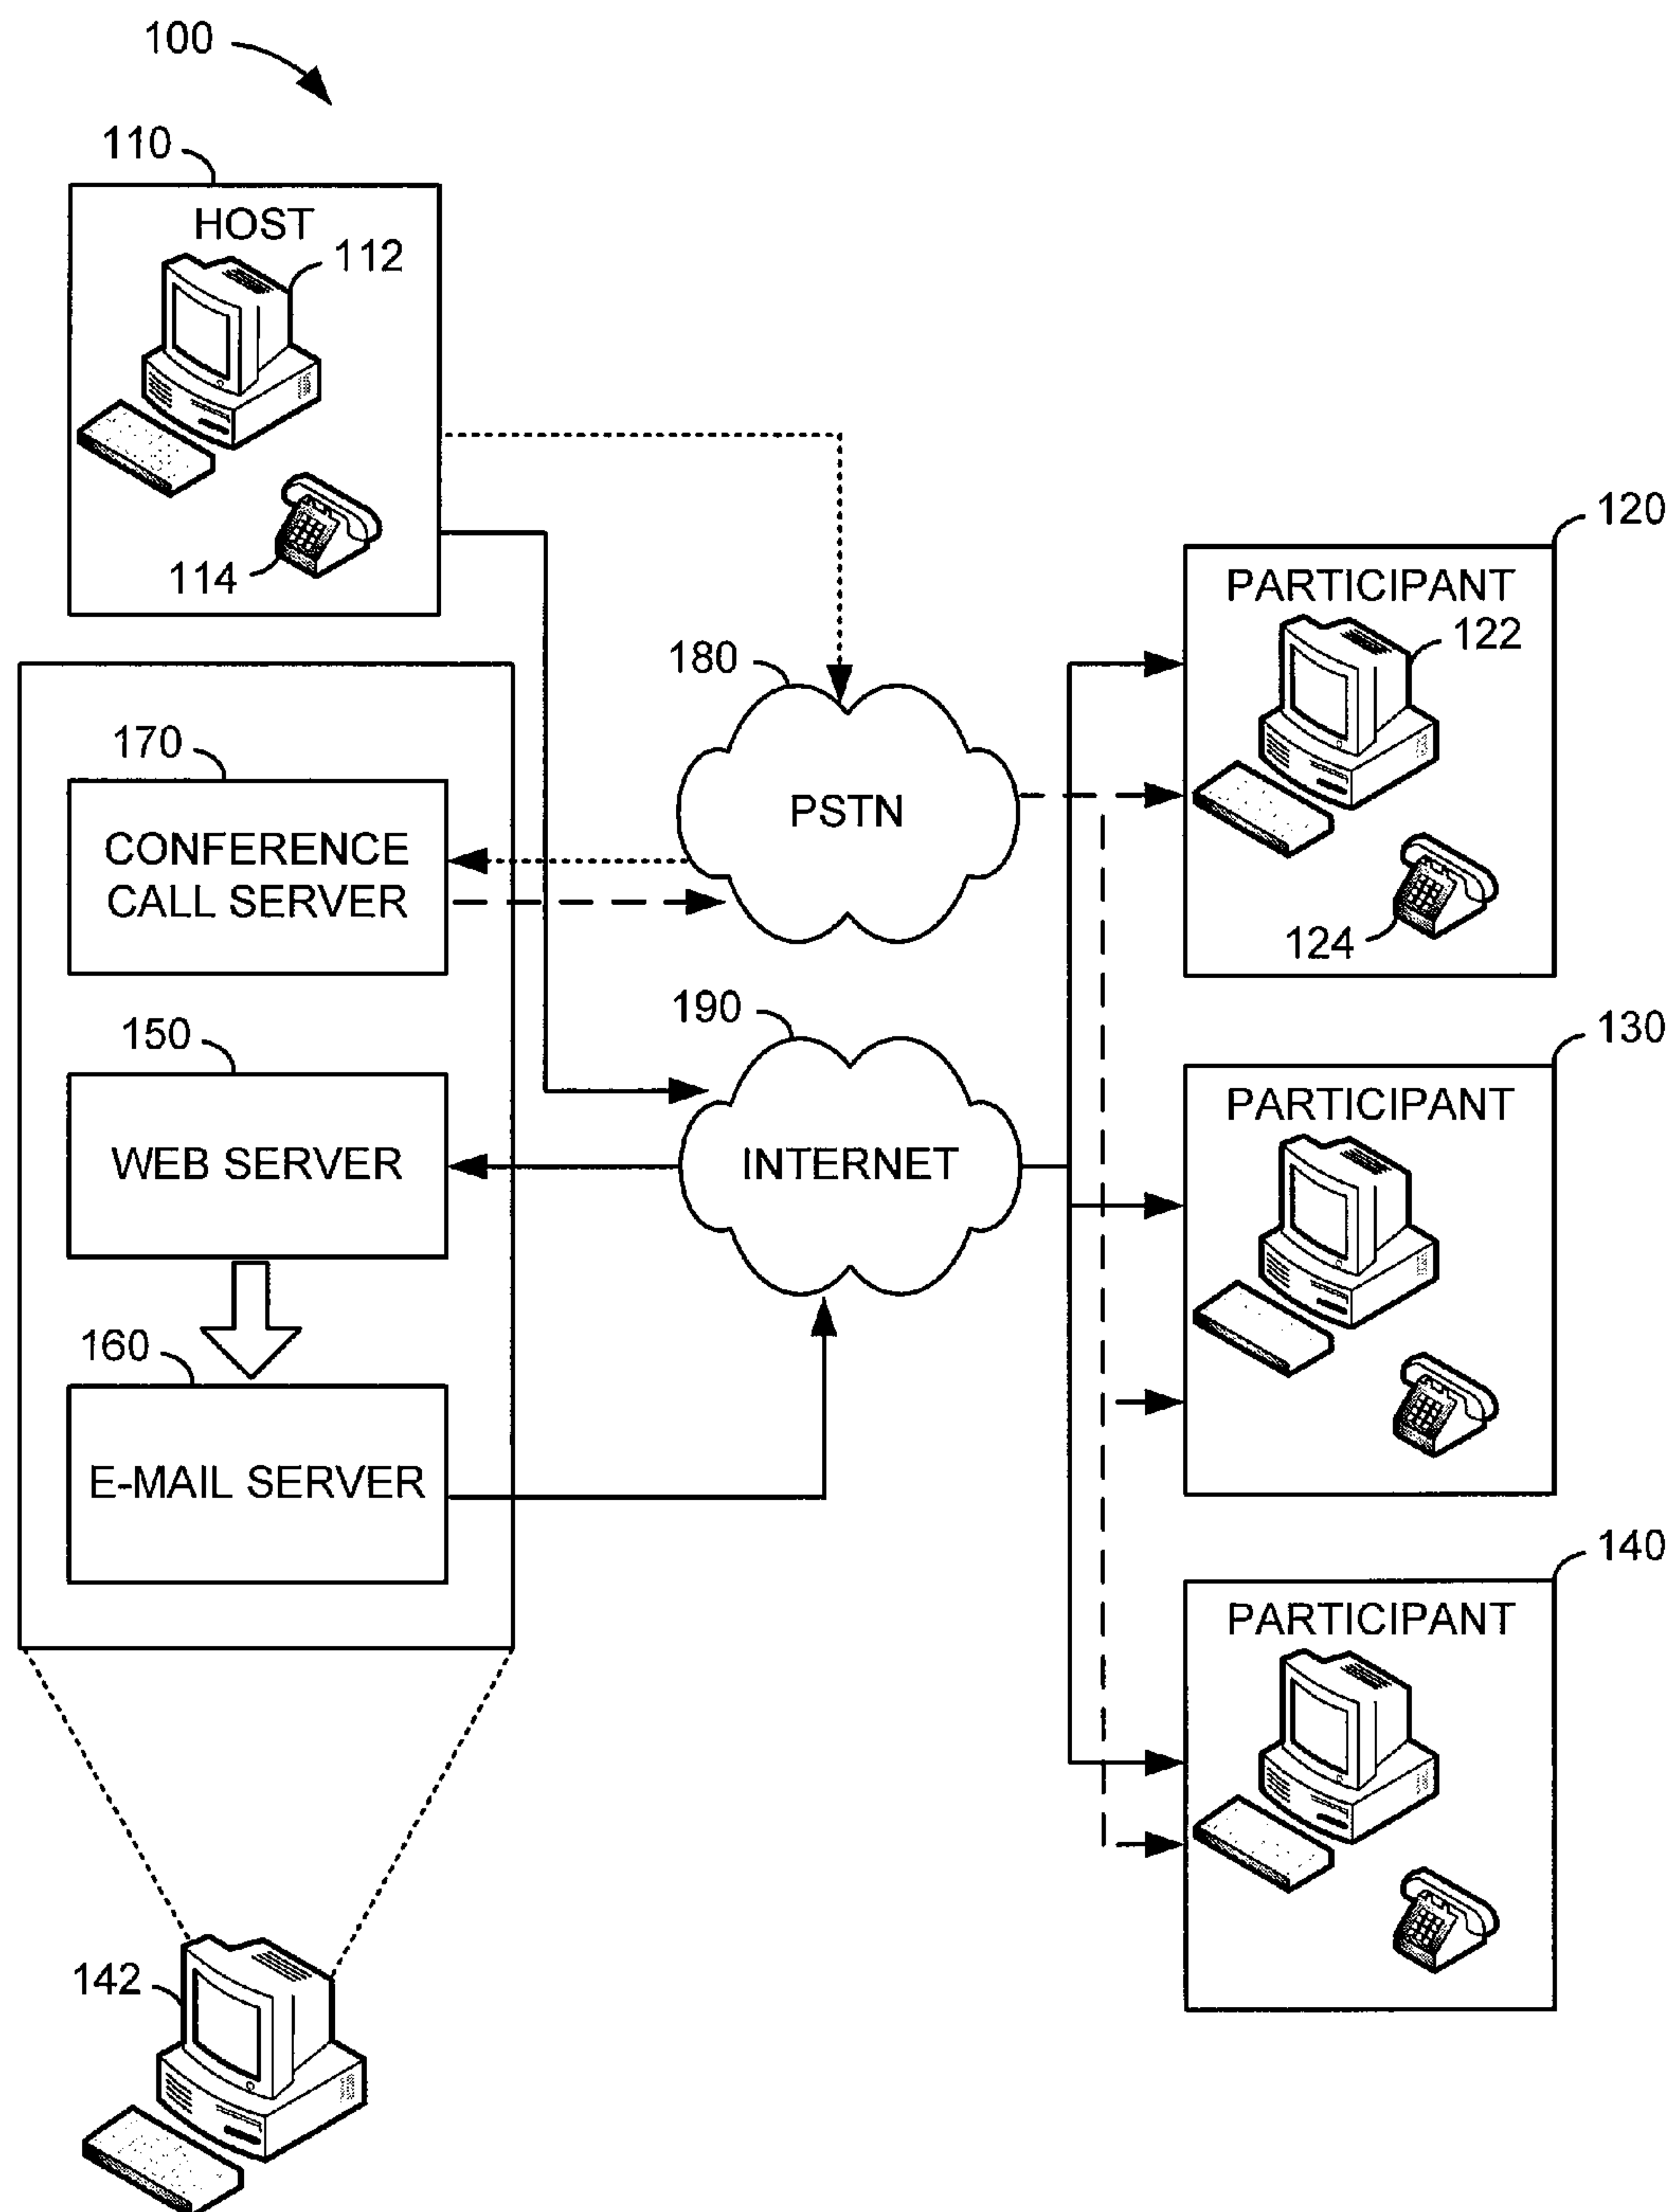 100
110
HOST
112
114
120
PARTICIPANT
122
124
180
PSTN
170
CONFERENCE
CALL SERVER
190
INTERNET
150
WEB SERVER
130
PARTICIPANT
160
E-MAIL SERVER
140
PARTICIPANT
142